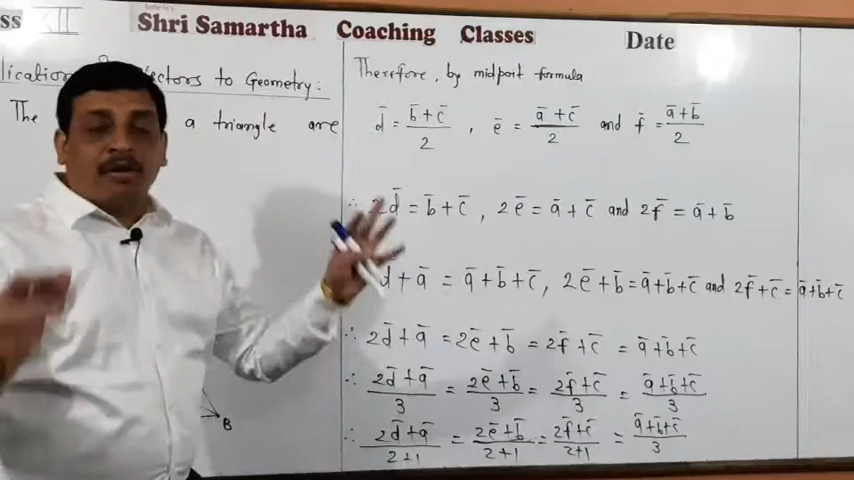 ss XII Shri Samartha Coaching Classes Date
lication of Vectors to Geometry :
The a triangle are
B
Therefore, by midpoit formula
d̄ = (b̄ + c̄)/2 , ē = (ā + c̄)/2 and f̄ = (ā + b̄)/2
∴ 2d̄ = b̄ + c̄ , 2ē = ā + c̄ and 2f̄ = ā + b̄
d̄ + ā = ā + b̄ + c̄ , 2ē + b̄ = ā + b̄ + c̄ and 2f̄ + c̄ = ā + b̄ + c̄
∴ 2d̄ + ā = 2ē + b̄ = 2f̄ + c̄ = ā + b̄ + c̄
∴ (2d̄ + ā)/3 = (2ē + b̄)/3 = (2f̄ + c̄)/3 = (ā + b̄ + c̄)/3
∴ (2d̄ + ā)/(2+1) = (2ē + b̄)/(2+1) = (2f̄ + c̄)/(2+1) = (ā + b̄ + c̄)/3